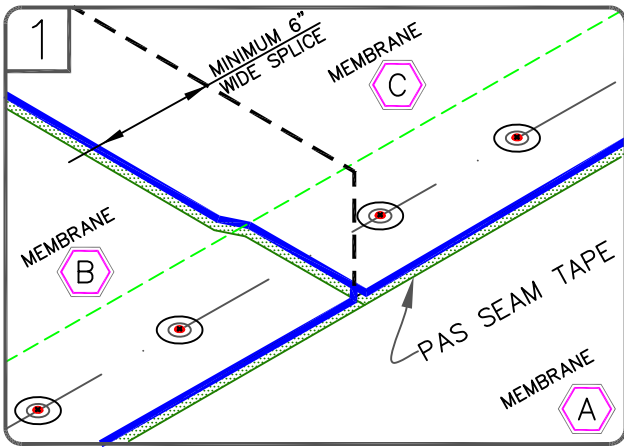 1
MINIMUM 6"
WIDE SPLICE
MEMBRANE
C
MEMBRANE
B
PAS SEAM TAPE
MEMBRANE
A